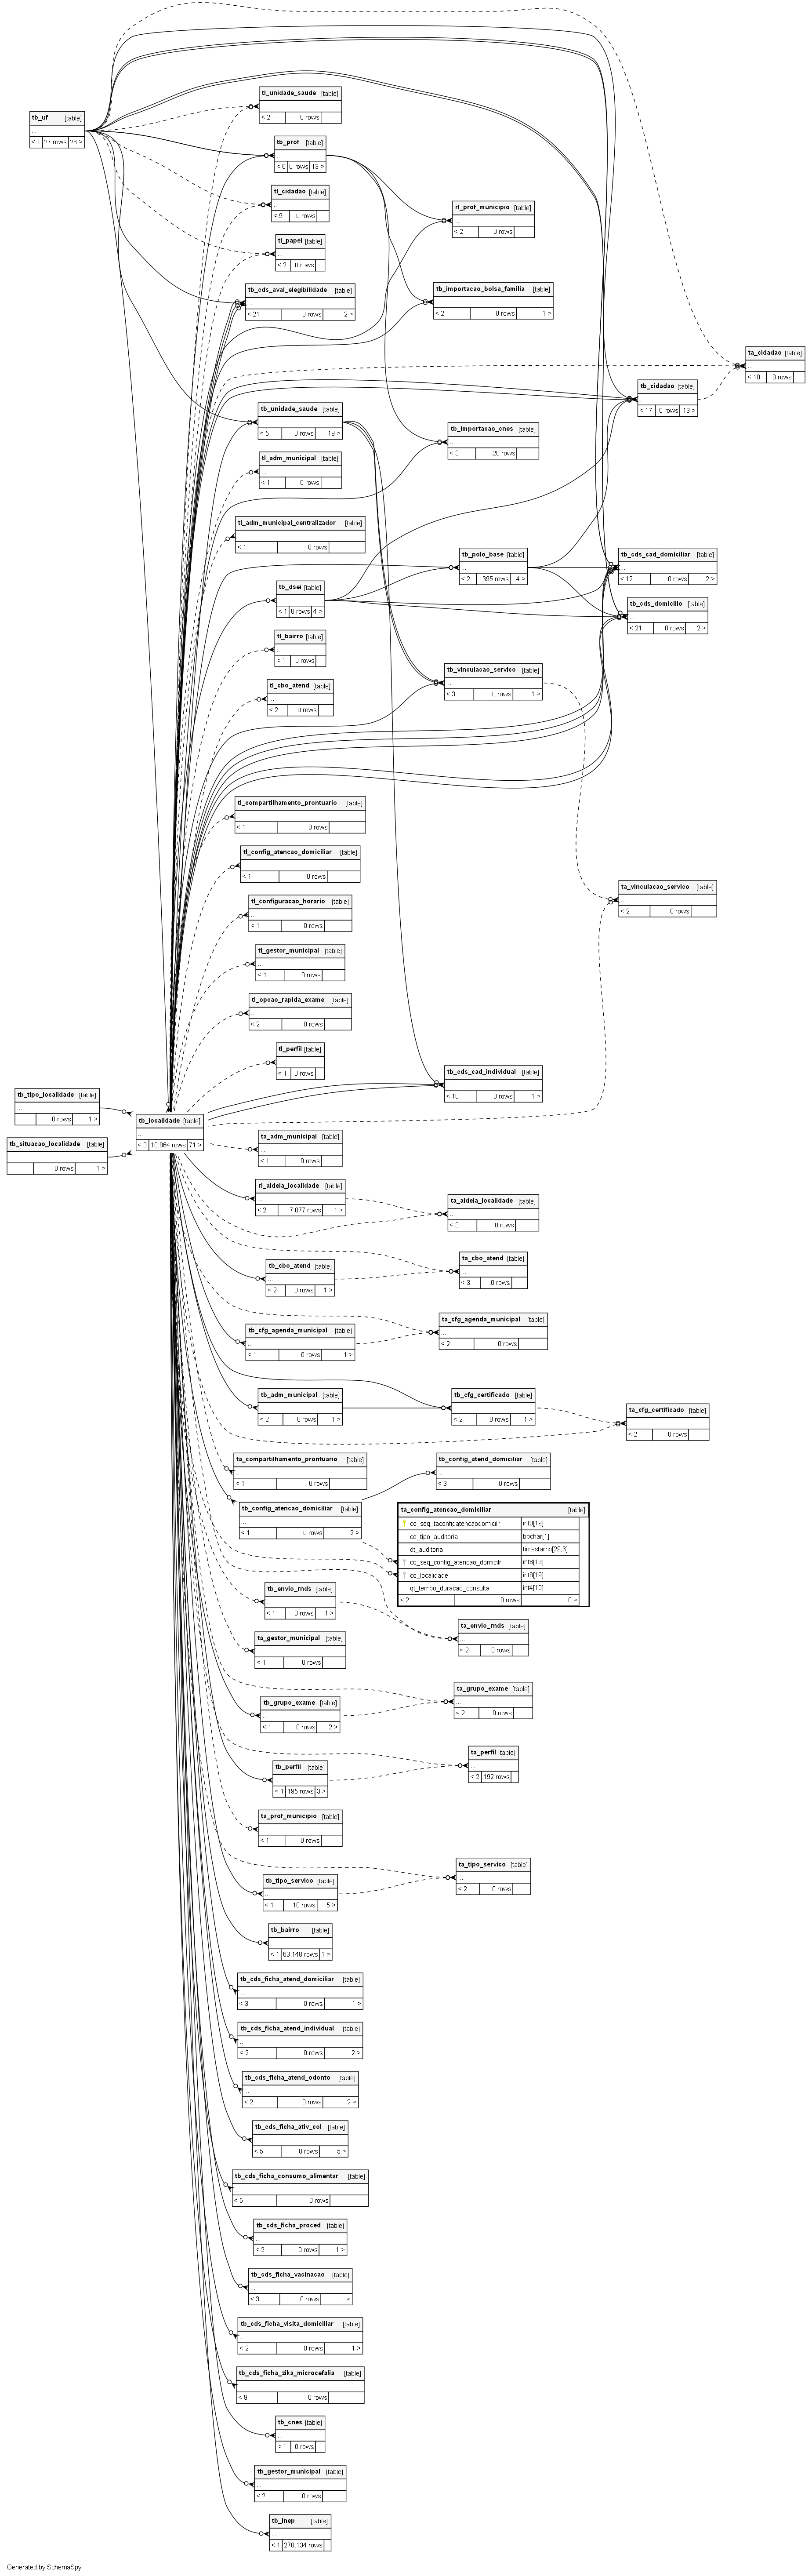 tl_unidade_saude [table]
...
< 2 0 rows
tb_uf [table]
...
< 1 27 rows 26 >
tb_prof [table]
...
< 6 0 rows 13 >
tl_cidadao [table]
...
< 9 0 rows
rl_prof_municipio [table]
...
< 2 0 rows
tl_papel [table]
...
< 2 0 rows
tb_cds_aval_elegibilidade [table]
...
< 21 0 rows 2 >
tb_importacao_bolsa_familia [table]
...
< 2 0 rows 1 >
ta_cidadao [table]
...
< 10 0 rows
tb_cidadao [table]
...
< 17 0 rows 13 >
tb_unidade_saude [table]
...
< 5 0 rows 19 >
tb_importacao_cnes [table]
...
< 3 28 rows
tl_adm_municipal [table]
...
< 1 0 rows
tl_adm_municipal_centralizador [table]
...
< 1 0 rows
tb_polo_base [table]
...
< 2 395 rows 4 >
tb_cds_cad_domiciliar [table]
...
< 12 0 rows 2 >
tb_dsei [table]
...
< 1 0 rows 4 >
tb_cds_domicilio [table]
...
< 21 0 rows 2 >
tl_bairro [table]
...
< 1 0 rows
tb_vinculacao_servico [table]
...
< 3 0 rows 1 >
tl_cbo_atend [table]
...
< 2 0 rows
tl_compartilhamento_prontuario [table]
...
< 1 0 rows
tl_config_atencao_domiciliar [table]
...
< 1 0 rows
ta_vinculacao_servico [table]
...
< 2 0 rows
tl_configuracao_horario [table]
...
< 1 0 rows
tl_gestor_municipal [table]
...
< 1 0 rows
tl_opcao_rapida_exame [table]
...
< 2 0 rows
tl_perfil [table]
...
< 1 0 rows
tb_cds_cad_individual [table]
...
< 10 0 rows 1 >
tb_tipo_localidade [table]
...
0 rows 1 >
tb_localidade [table]
...
< 3 10.864 rows 71 >
tb_situacao_localidade [table]
...
0 rows 1 >
ta_adm_municipal [table]
...
< 1 0 rows
rl_aldeia_localidade [table]
...
< 2 7.877 rows 1 >
ta_aldeia_localidade [table]
...
< 3 0 rows
tb_cbo_atend [table]
...
< 2 0 rows 1 >
ta_cbo_atend [table]
...
< 3 0 rows
tb_cfg_agenda_municipal [table]
...
< 1 0 rows 1 >
ta_cfg_agenda_municipal [table]
...
< 2 0 rows
tb_adm_municipal [table]
...
< 2 0 rows 1 >
tb_cfg_certificado [table]
...
< 2 0 rows 1 >
ta_cfg_certificado [table]
...
< 2 0 rows
ta_compartilhamento_prontuario [table]
...
< 1 0 rows
tb_config_atend_domiciliar [table]
...
< 3 0 rows
tb_config_atencao_domiciliar [table]
...
< 1 0 rows 2 >
ta_config_atencao_domiciliar [table]
co_seq_taconfigatencaodomicilr int8[19]
co_tipo_auditoria bpchar[1]
dt_auditoria timestamp[29,6]
co_seq_config_atencao_domicilr int8[19]
co_localidade int8[19]
qt_tempo_duracao_consulta int4[10]
< 2 0 rows 0 >
tb_envio_rnds [table]
...
< 1 0 rows 1 >
ta_envio_rnds [table]
...
< 2 0 rows
ta_gestor_municipal [table]
...
< 1 0 rows
tb_grupo_exame [table]
...
< 1 0 rows 2 >
ta_grupo_exame [table]
...
< 2 0 rows
tb_perfil [table]
...
< 1 195 rows 3 >
ta_perfil [table]
...
< 2 192 rows
ta_prof_municipio [table]
...
< 1 0 rows
tb_tipo_servico [table]
...
< 1 10 rows 5 >
ta_tipo_servico [table]
...
< 2 0 rows
tb_bairro [table]
...
< 1 63.148 rows 1 >
tb_cds_ficha_atend_domiciliar [table]
...
< 3 0 rows 1 >
tb_cds_ficha_atend_individual [table]
...
< 2 0 rows 2 >
tb_cds_ficha_atend_odonto [table]
...
< 2 0 rows 2 >
tb_cds_ficha_ativ_col [table]
...
< 5 0 rows 5 >
tb_cds_ficha_consumo_alimentar [table]
...
< 5 0 rows
tb_cds_ficha_proced [table]
...
< 2 0 rows 1 >
tb_cds_ficha_vacinacao [table]
...
< 3 0 rows 1 >
tb_cds_ficha_visita_domiciliar [table]
...
< 2 0 rows 1 >
tb_cds_ficha_zika_microcefalia [table]
...
< 9 0 rows
tb_cnes [table]
...
< 1 0 rows
tb_gestor_municipal [table]
...
< 2 0 rows
tb_inep [table]
...
< 1 278.134 rows
Generated by SchemaSpy